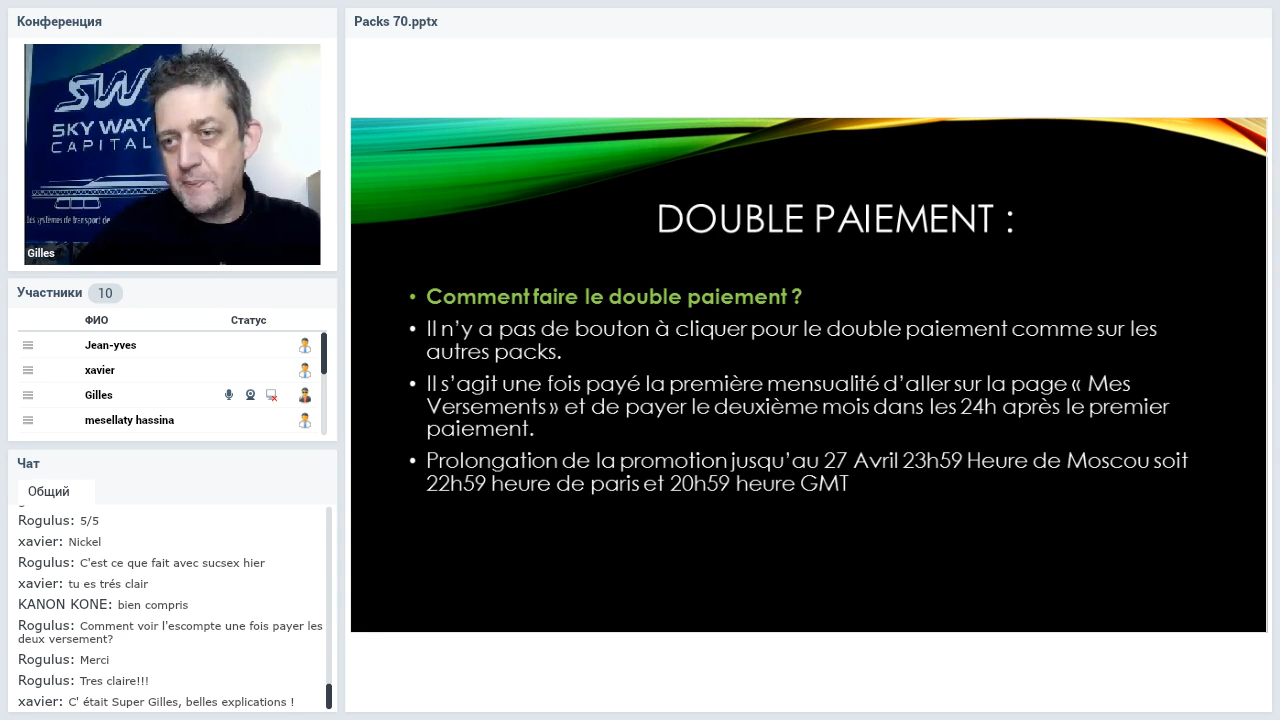 Конференция
SW
SKY WAY
CAPITAL
Les systèmes de transport de
Gilles
Участники 10
ФИО Статус
Jean-yves
xavier
Gilles
mesellaty hassina
Чат
Общий
Rogulus: 5/5
xavier: Nickel
Rogulus: C'est ce que fait avec sucsex hier
xavier: tu es trés clair
KANON KONE: bien compris
Rogulus: Comment voir l'escompte une fois payer les
deux versement?
Rogulus: Merci
Rogulus: Tres claire!!!
xavier: C' était Super Gilles, belles explications !
Packs 70.pptx
DOUBLE PAIEMENT :
• Comment faire le double paiement ?
• Il n'y a pas de bouton à cliquer pour le double paiement comme sur les
autres packs.
• Il s'agit une fois payé la première mensualité d'aller sur la page « Mes
Versements » et de payer le deuxième mois dans les 24h après le premier
paiement.
• Prolongation de la promotion jusqu'au 27 Avril 23h59 Heure de Moscou soit
22h59 heure de paris et 20h59 heure GMT